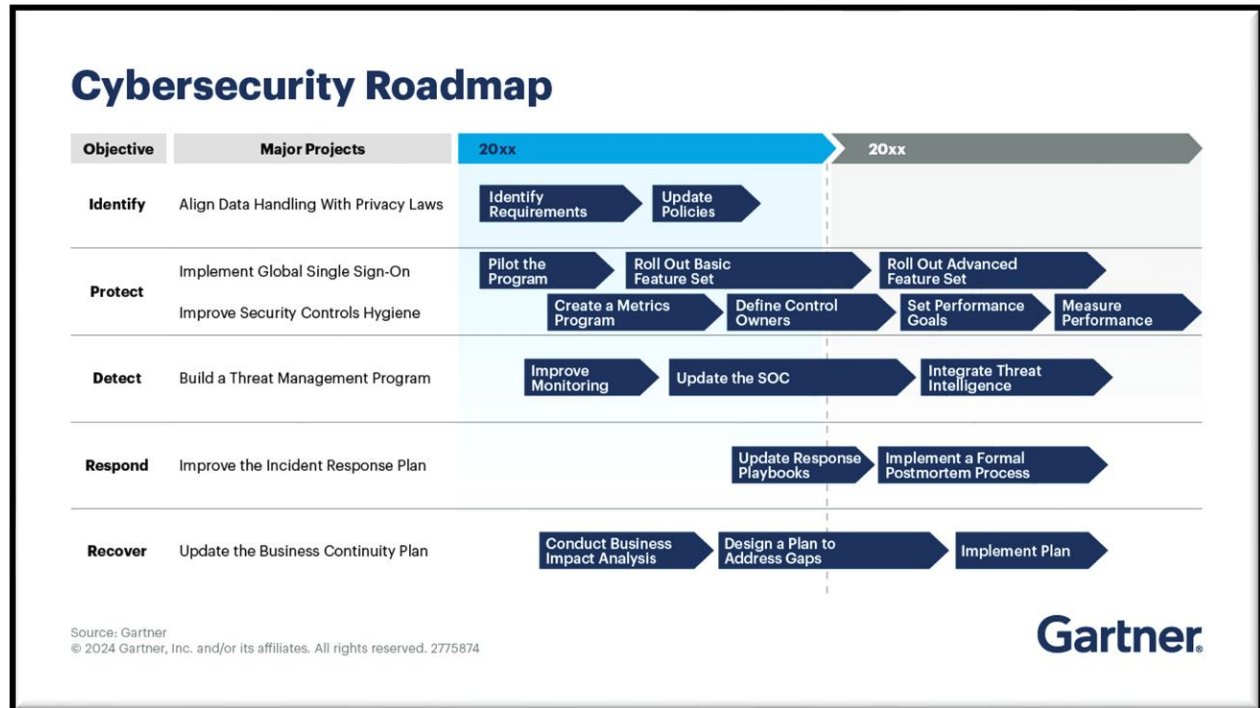 Cybersecurity Roadmap
Objective
Major Projects
20xx
20xx
Identify
Align Data Handling With Privacy Laws
Identify
Requirements
Update
Policies
Protect
Implement Global Single Sign-On
Pilot the
Program
Roll Out Basic
Feature Set
Roll Out Advanced
Feature Set
Improve Security Controls Hygiene
Create a Metrics
Program
Define Control
Owners
Set Performance
Goals
Measure
Performance
Detect
Build a Threat Management Program
Improve
Monitoring
Update the SOC
Integrate Threat
Intelligence
Respond
Improve the Incident Response Plan
Update Response
Playbooks
Implement a Formal
Postmortem Process
Recover
Update the Business Continuity Plan
Conduct Business
Impact Analysis
Design a Plan to
Address Gaps
Implement Plan
Source: Gartner
© 2024 Gartner, Inc. and/or its affiliates. All rights reserved. 2775874
Gartner®